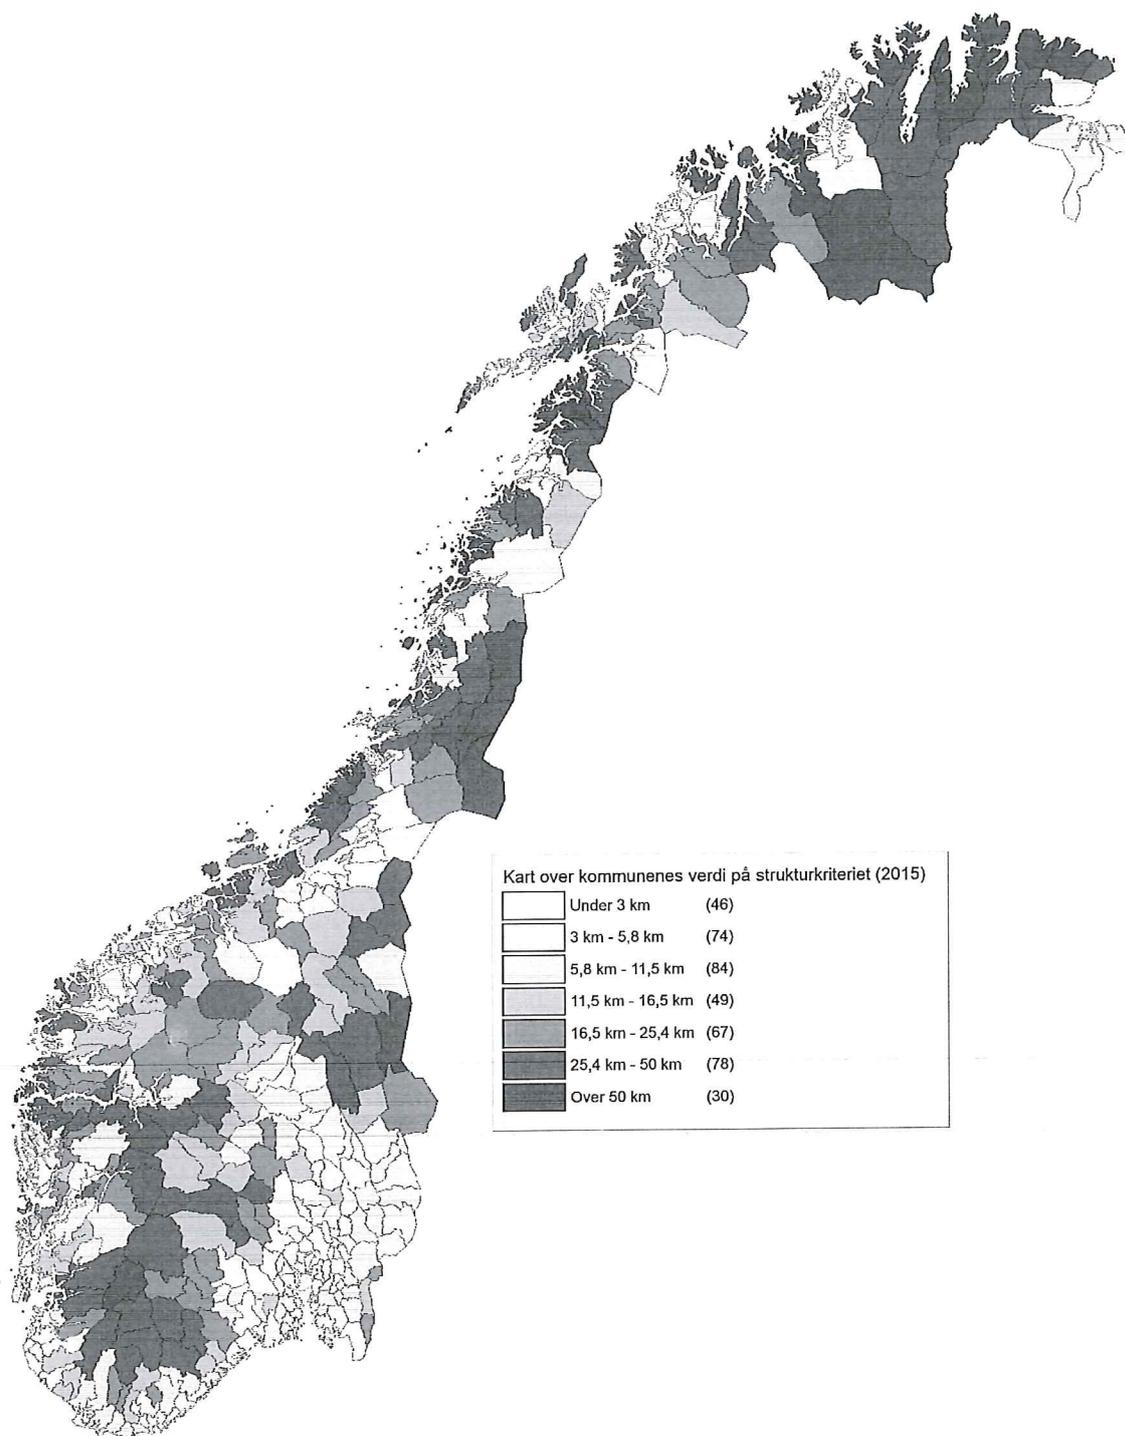 Kart over kommunenes verdi på strukturkriteriet (2015)
Under 3 km (46)
3 km - 5,8 km (74)
5,8 km - 11,5 km (84)
11,5 km - 16,5 km (49)
16,5 km - 25,4 km (67)
25,4 km - 50 km (78)
Over 50 km (30)